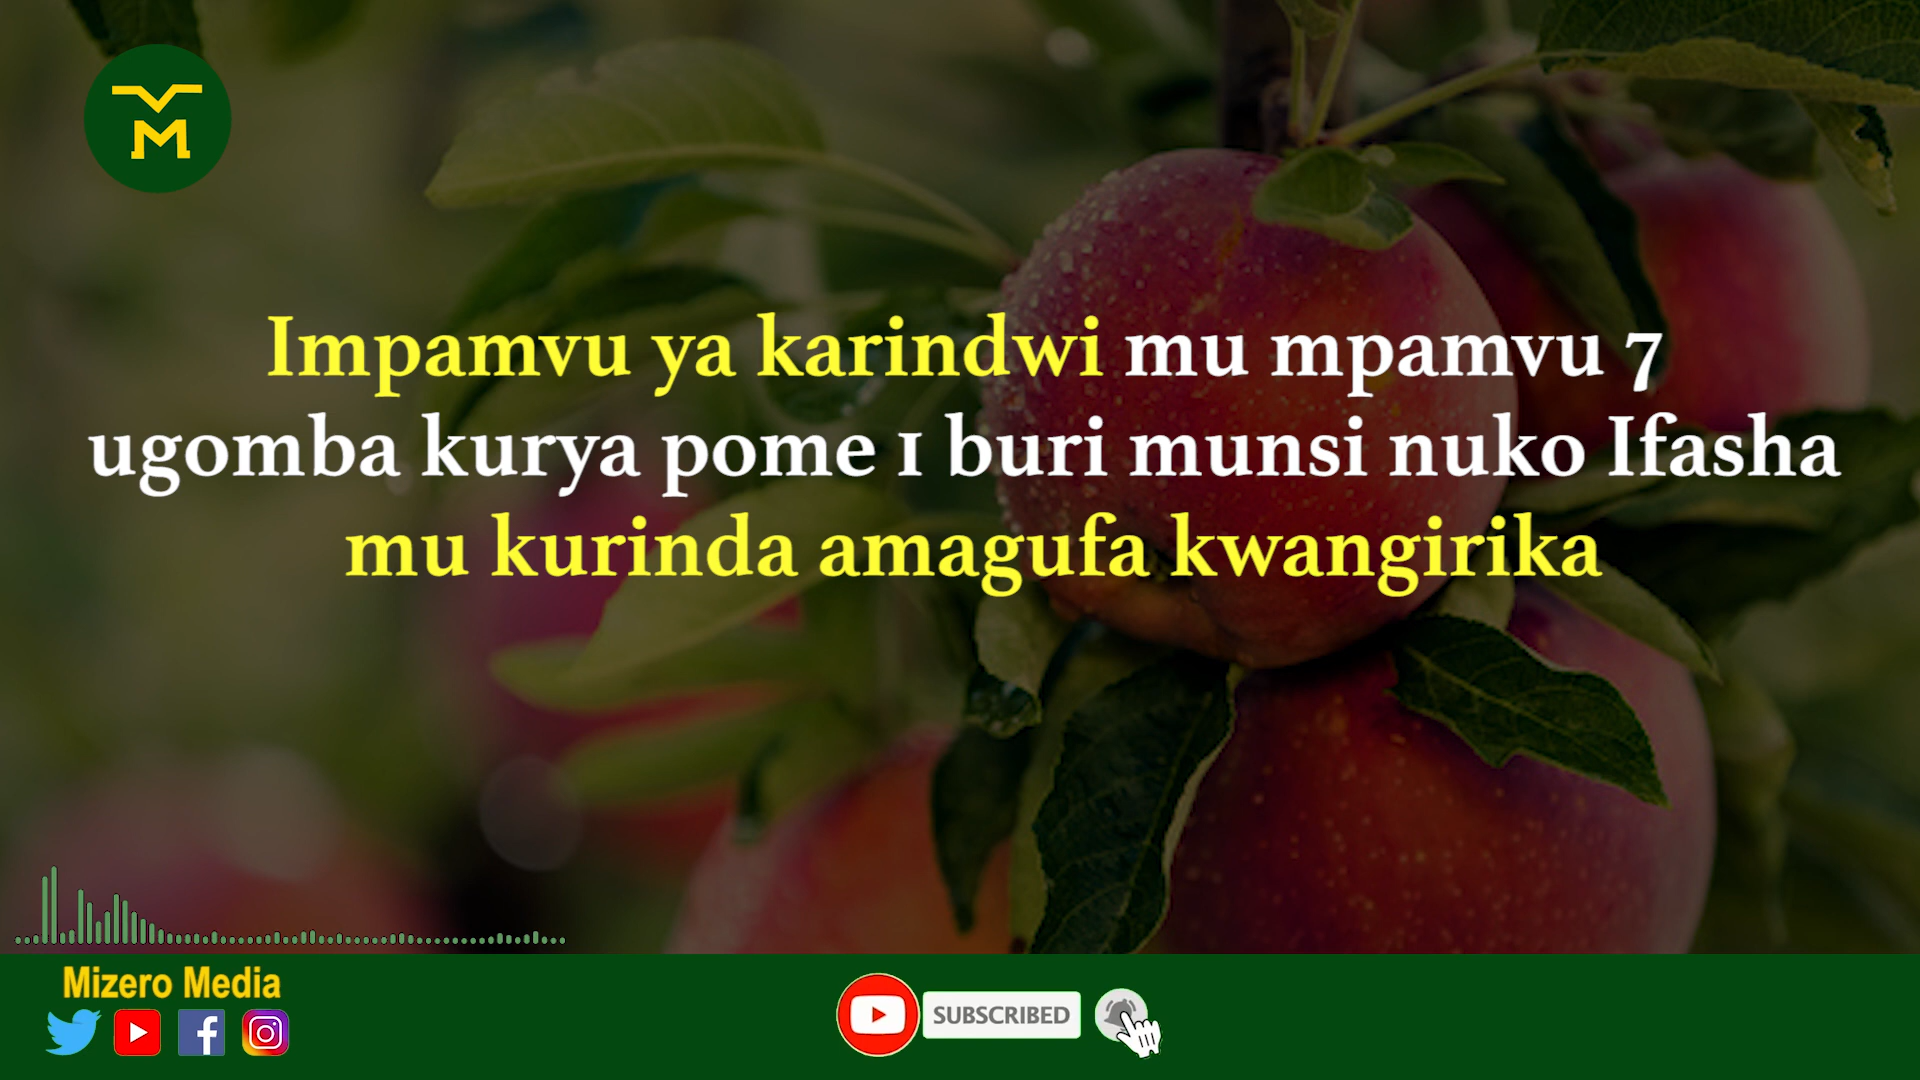 Impamvu ya karindwi mu mpamvu 7
ugomba kurya pome 1 buri munsi nuko Ifasha
mu kurinda amagufa kwangirika
Mizero Media
SUBSCRIBED